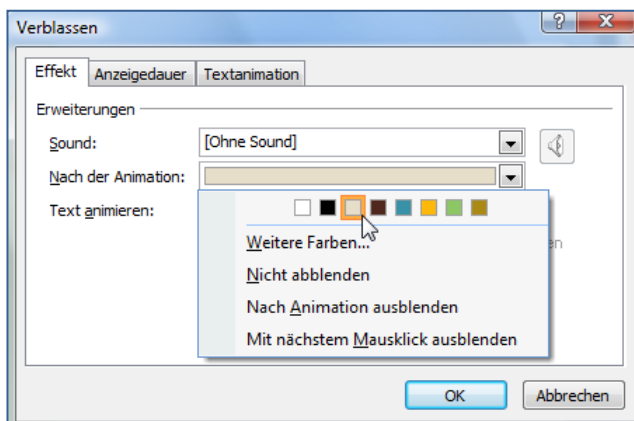 Verblassen
Effekt Anzeigedauer Textanimation
Erweiterungen
Sound: [Ohne Sound]
Nach der Animation:
Text animieren:
Weitere Farben...
en
Nicht abblenden
Nach Animation ausblenden
Mit nächstem Mausklick ausblenden
OK Abbrechen